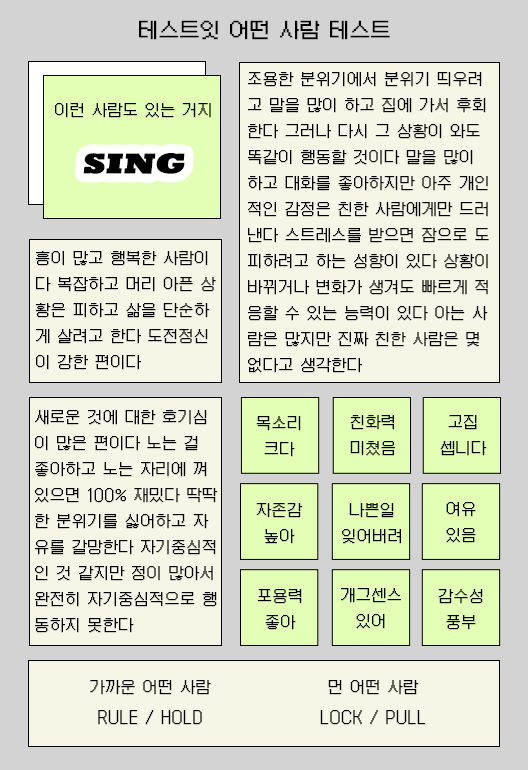 테스트잇 어떤 사람 테스트
이런 사람도 있는 거지
SING
조용한 분위기에서 분위기 띄우려
고 말을 많이 하고 집에 가서 후회
한다 그러나 다시 그 상황이 와도
똑같이 행동할 것이다 말을 많이
하고 대화를 좋아하지만 아주 개인
적인 감정은 친한 사람에게만 드러
낸다 스트레스를 받으면 잠으로 도
피하려고 하는 성향이 있다 상황이
바뀌거나 변화가 생겨도 빠르게 적
응할 수 있는 능력이 있다 아는 사
람은 많지만 진짜 친한 사람은 몇
없다고 생각한다
흥이 많고 행복한 사람이
다 복잡하고 머리 아픈 상
황은 피하고 삶을 단순하
게 살려고 한다 도전정신
이 강한 편이다
새로운 것에 대한 호기심
이 많은 편이다 노는 걸
좋아하고 노는 자리에 껴
있으면 100% 재밌다 딱딱
한 분위기를 싫어하고 자
유를 갈망한다 자기중심적
인 것 같지만 정이 많아서
완전히 자기중심적으로 행
동하지 못한다
목소리
크다
친화력
미쳤음
고집
셉니다
자존감
높아
나쁜일
잊어버려
여유
있음
포용력
좋아
개그센스
있어
감수성
풍부
가까운 어떤 사람
RULE / HOLD
먼 어떤 사람
LOCK / PULL